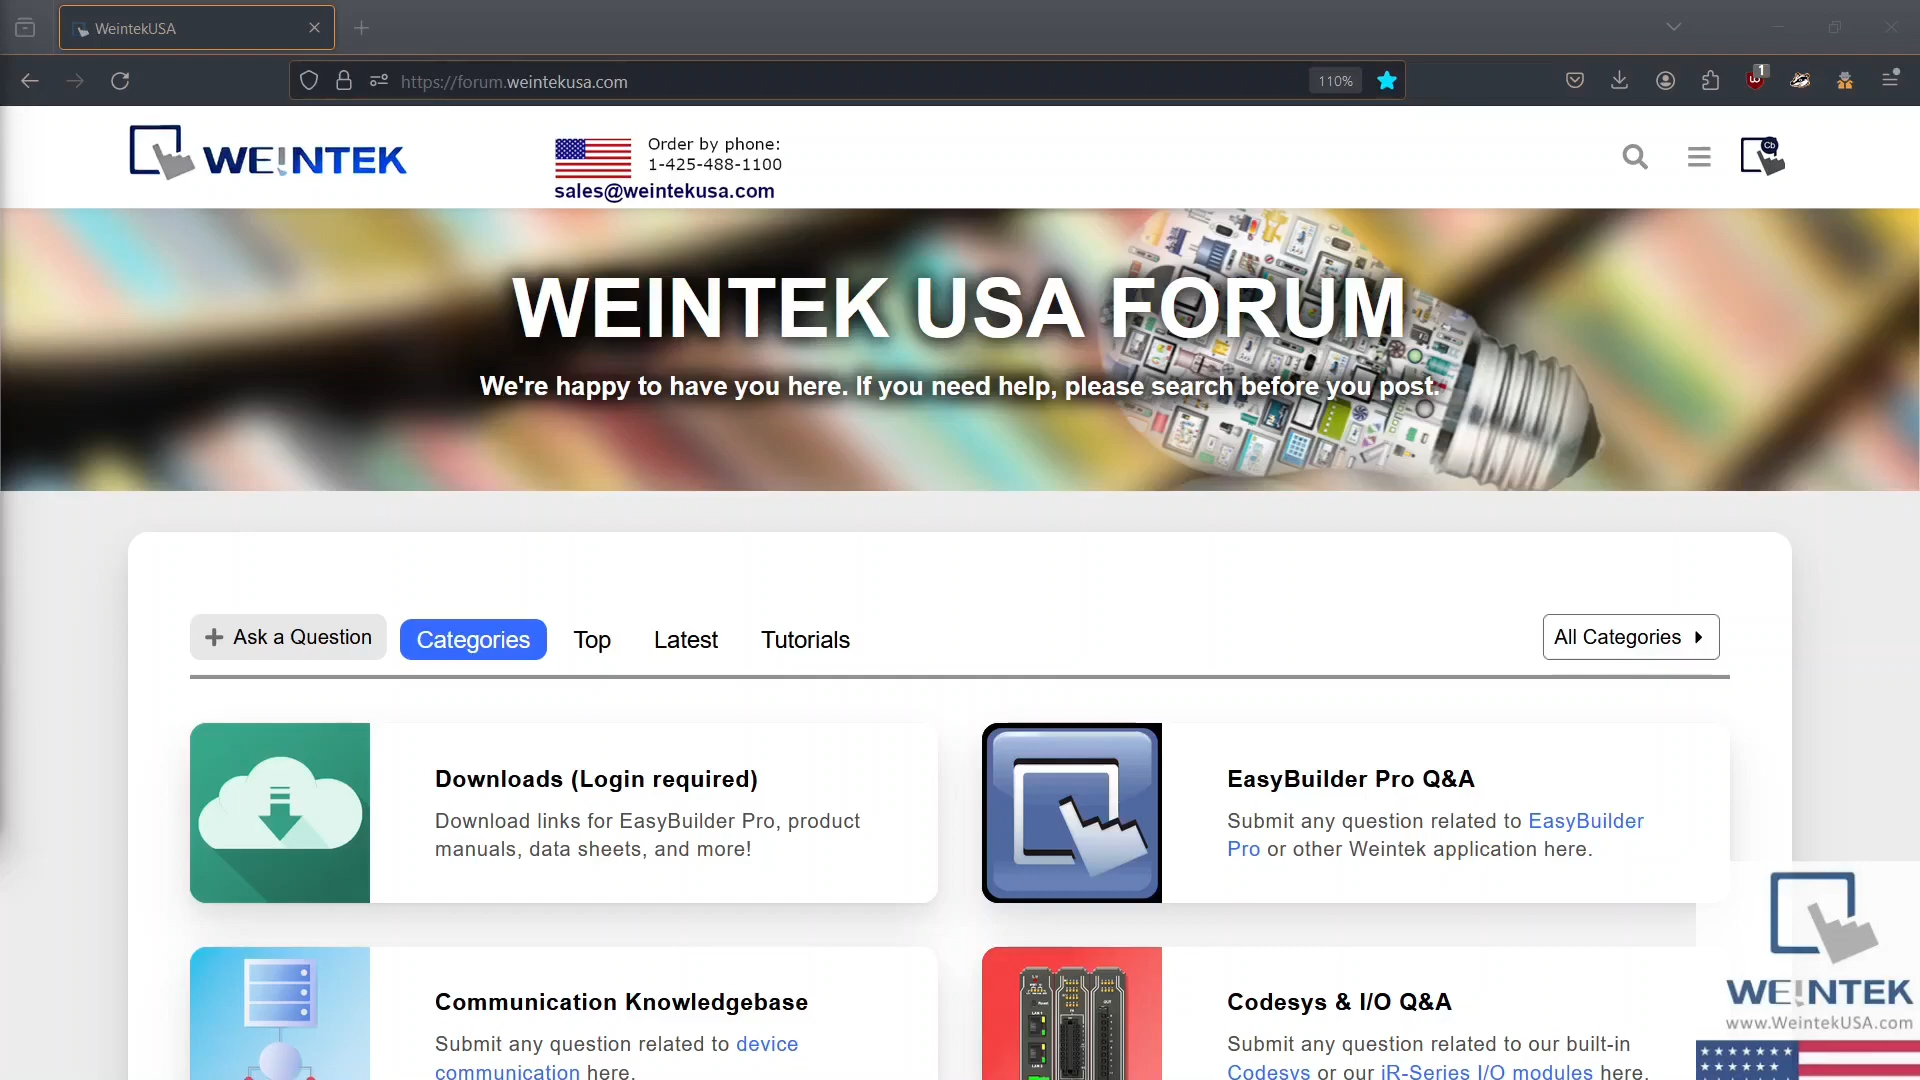 WeintekUSA
https://forum.weintekusa.com
110%
1
WEINTEK
Order by phone:
1-425-488-1100
sales@weintekusa.com
Cb
WEINTEK USA FORUM
We're happy to have you here. If you need help, please search before you post.
Ask a Question
Categories
Top
Latest
Tutorials
All Categories
Downloads (Login required)
Download links for EasyBuilder Pro, product
manuals, data sheets, and more!
EasyBuilder Pro Q&A
Submit any question related to EasyBuilder
Pro or other Weintek application here.
Communication Knowledgebase
Submit any question related to device
communication here.
Codesys & I/O Q&A
Submit any question related to our built-in
Codesys or our iR-Series I/O modules here.
WEINTEK
www.WeintekUSA.com